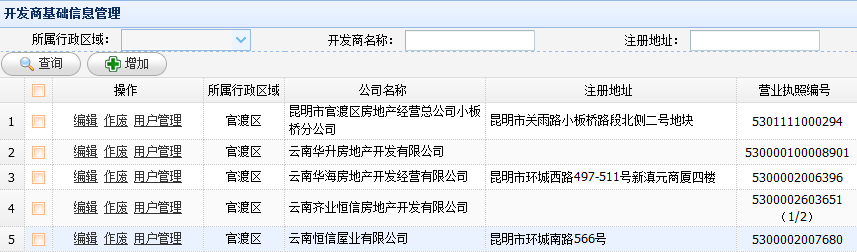 开发商基础信息管理
所属行政区域： 开发商名称： 注册地址：
查询 增加
操作 所属行政区域 公司名称 注册地址 营业执照编号
1 编辑 作废 用户管理 官渡区 昆明市官渡区房地产经营总公司小板桥分公司 昆明市关雨路小板桥路段北侧二号地块 5301111000294
2 编辑 作废 用户管理 官渡区 云南华升房地产开发有限公司 530000100008901
3 编辑 作废 用户管理 官渡区 云南华海房地产开发经营有限公司 昆明市环城西路497-511号新滇元商厦四楼 5300002006396
4 编辑 作废 用户管理 官渡区 云南齐业恒信房地产开发有限公司 5300002603651（1/2）
5 编辑 作废 用户管理 官渡区 云南恒信屋业有限公司 昆明市环城南路566号 5300002007680